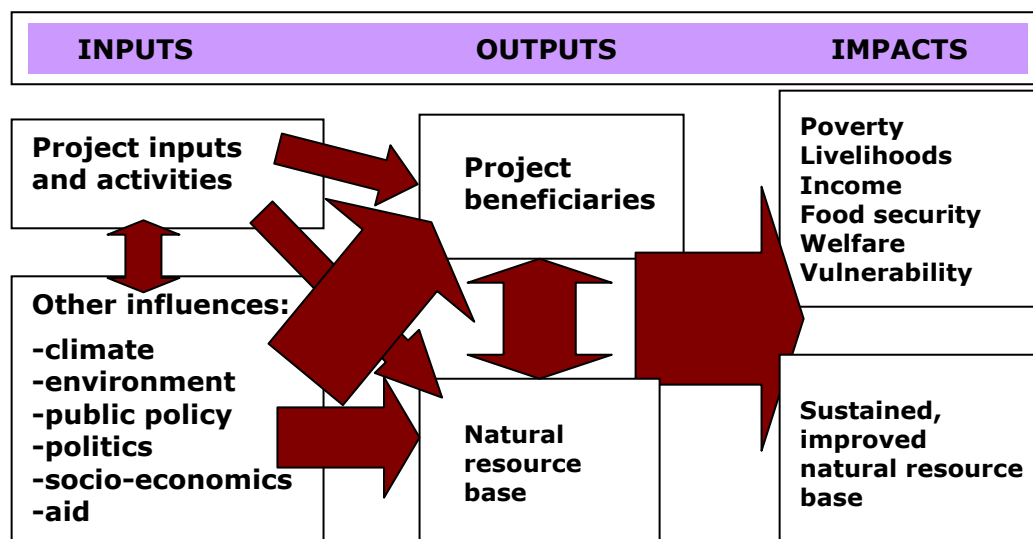 INPUTS OUTPUTS IMPACTS
Project inputs
and activities
Other influences:
-climate
-environment
-public policy
-politics
-socio-economics
-aid
Project
beneficiaries
Natural
resource
base
Poverty
Livelihoods
Income
Food security
Welfare
Vulnerability
Sustained,
improved
natural resource
base